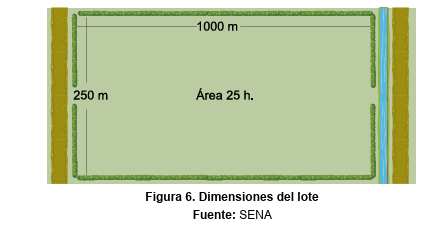 1000 m
250 m
Área 25 h.
Figura 6. Dimensiones del lote
Fuente: SENA